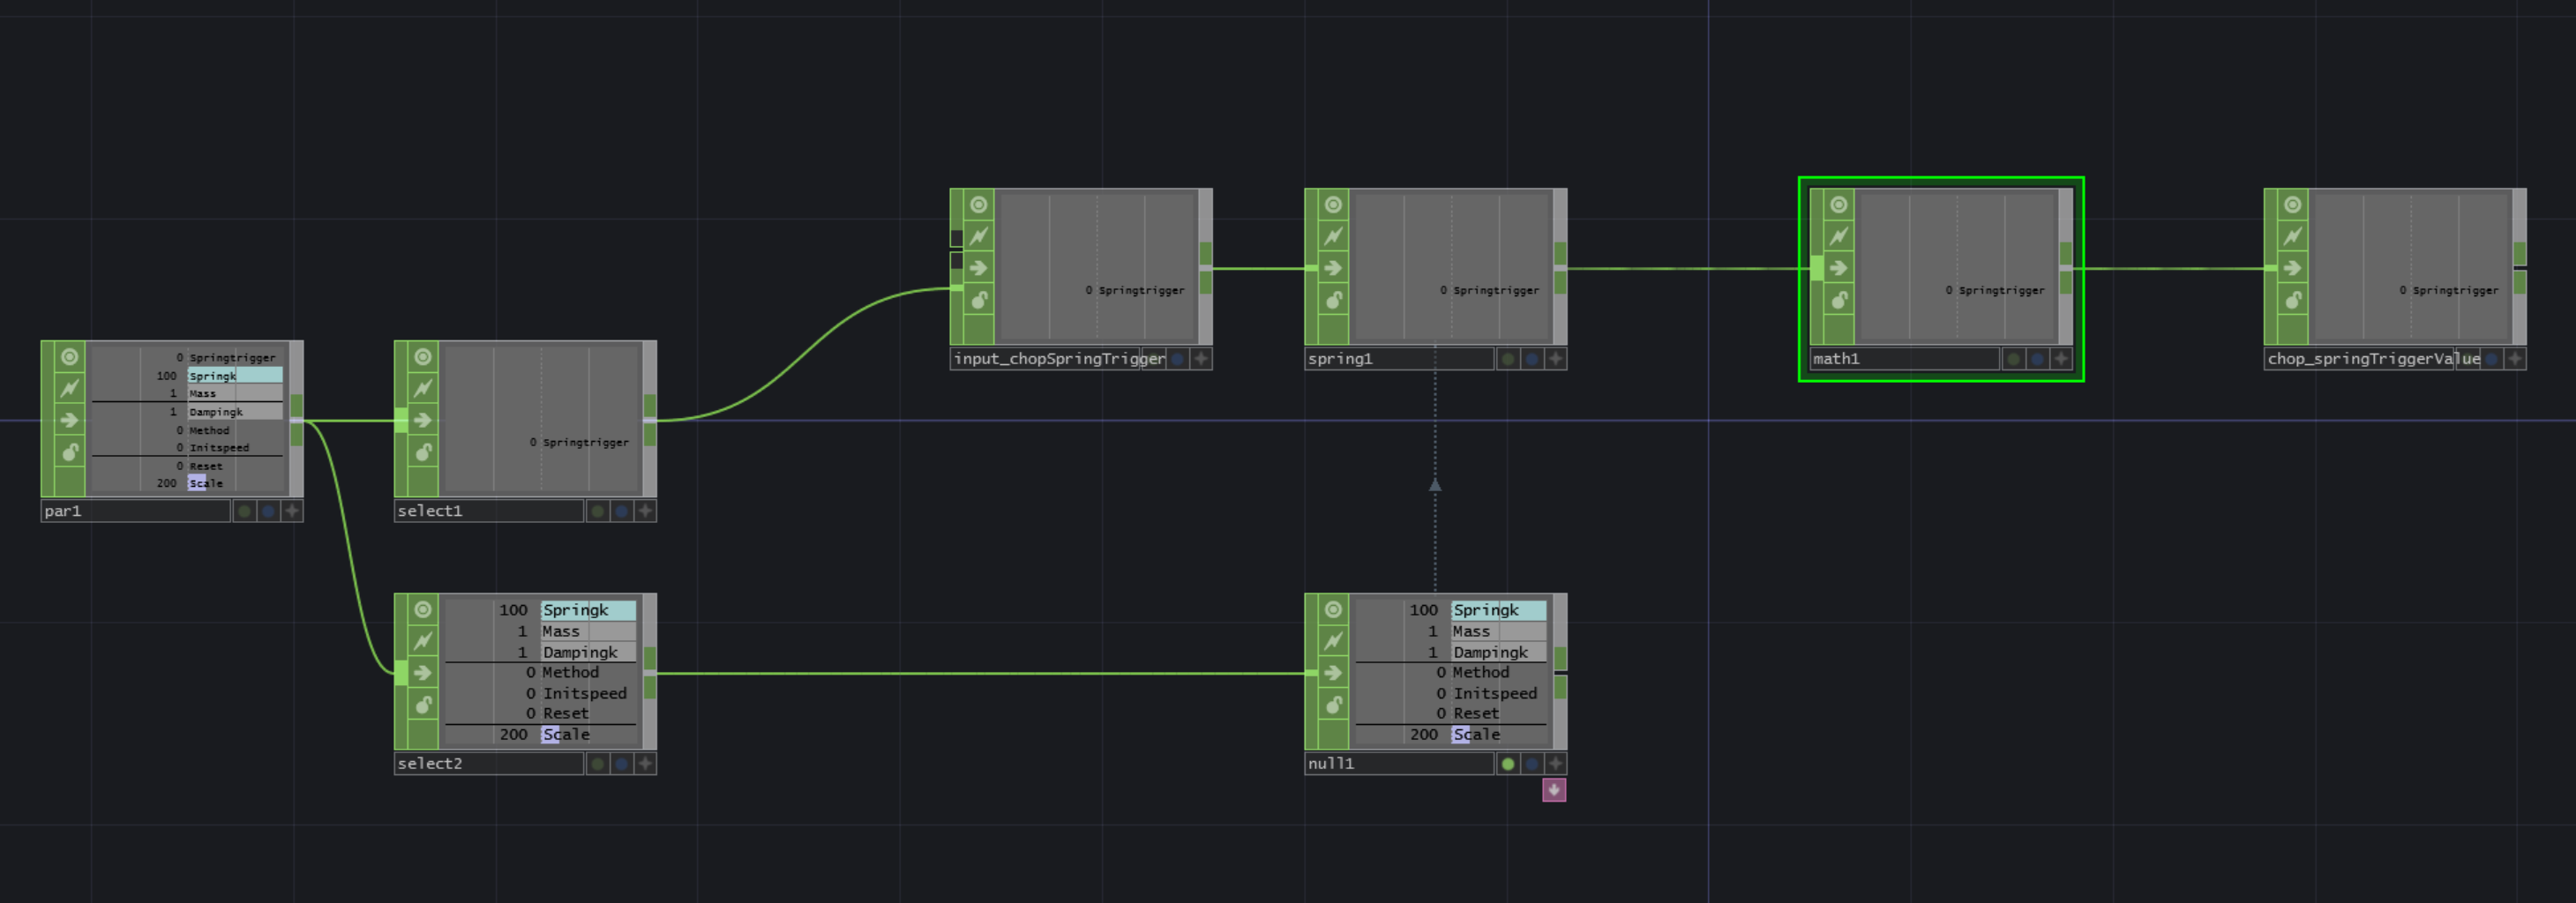 0 Springtrigger
100 Springk
1 Mass
1 Dampingk
0 Method
0 Initspeed
0 Reset
200 Scale
par1
0 Springtrigger
select1
100 Springk
1 Mass
1 Dampingk
0 Method
0 Initspeed
0 Reset
200 Scale
select2
0 Springtrigger
input_chopSpringTrigger
0 Springtrigger
spring1
100 Springk
1 Mass
1 Dampingk
0 Method
0 Initspeed
0 Reset
200 Scale
null1
0 Springtrigger
math1
0 Springtrigger
chop_springTriggerValue